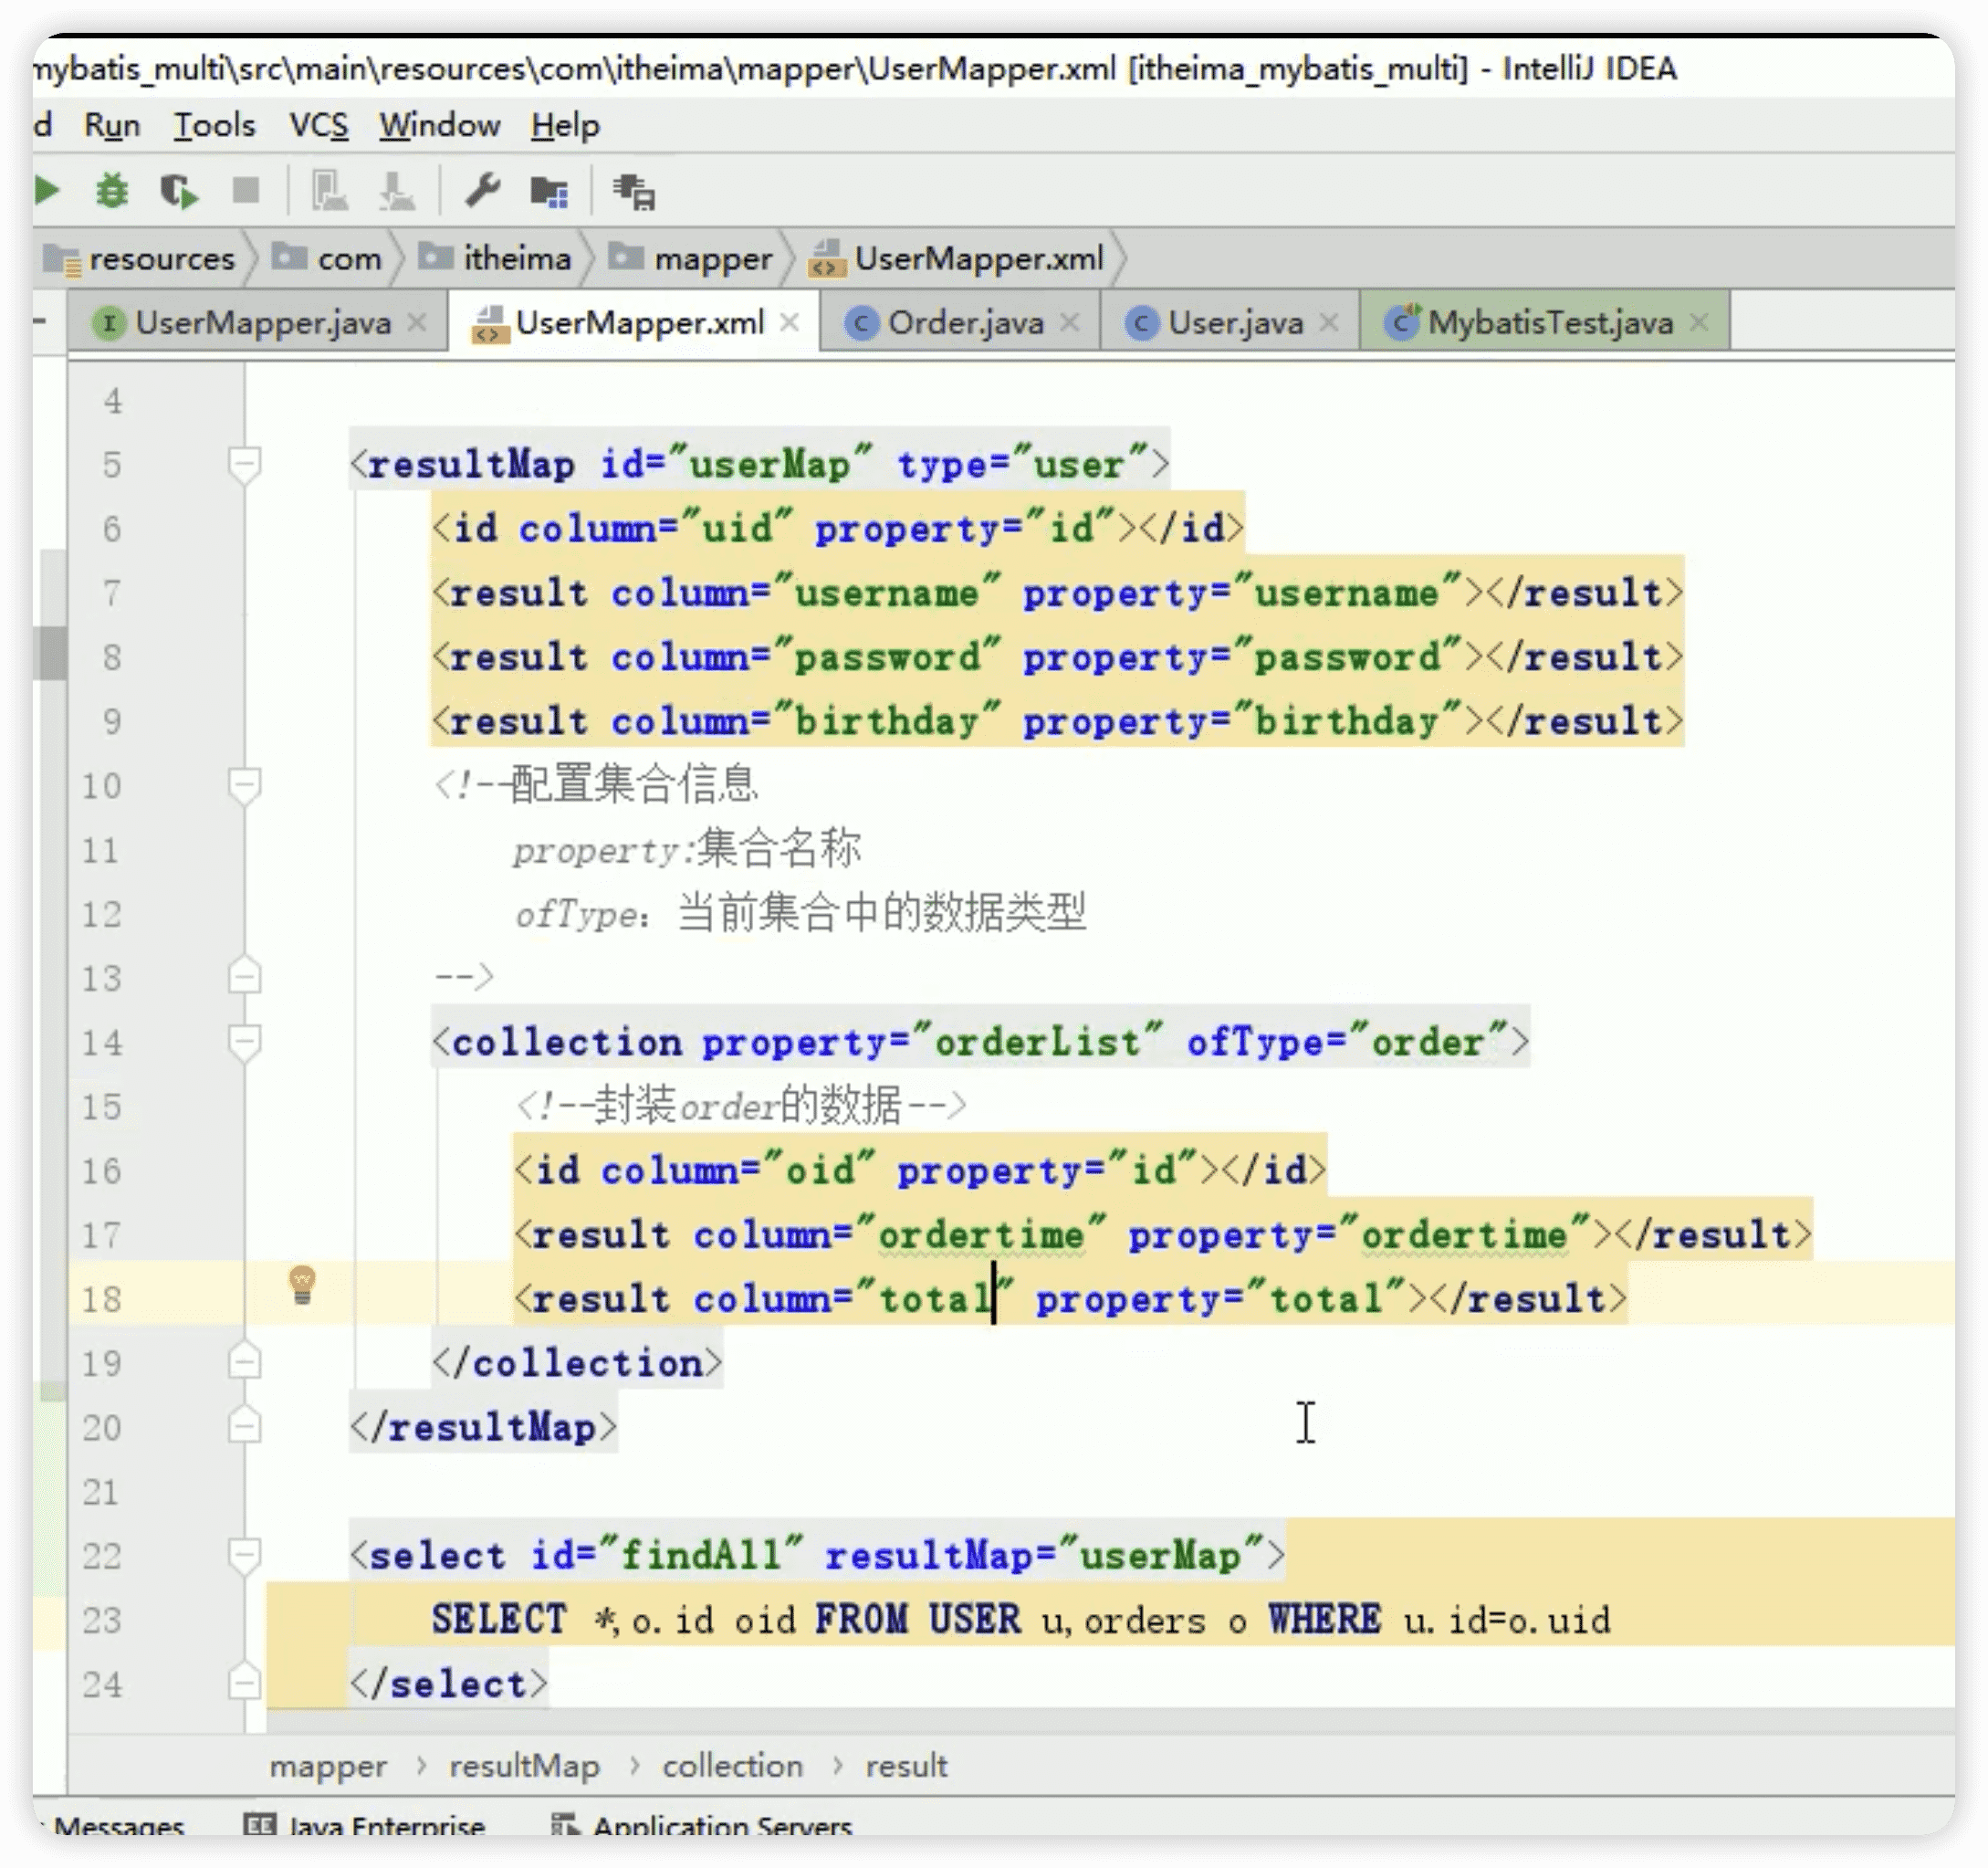 mybatis_multi\src\main\resources\com\itheima\mapper\UserMapper.xml [itheima_mybatis_multi] - IntelliJ IDEA
d Run Tools VCS Window Help
resources com itheima mapper UserMapper.xml
UserMapper.java UserMapper.xml Order.java User.java MybatisTest.java
4
5 <resultMap id="userMap" type="user">
6 <id column="uid" property="id"></id>
7 <result column="username" property="username"></result>
8 <result column="password" property="password"></result>
9 <result column="birthday" property="birthday"></result>
10 <!--配置集合信息
11 property:集合名称
12 ofType：当前集合中的数据类型
13 -->
14 <collection property="orderList" ofType="order">
15 <!--封装order的数据-->
16 <id column="oid" property="id"></id>
17 <result column="ordertime" property="ordertime"></result>
18 <result column="total" property="total"></result>
19 </collection>
20 </resultMap>
21
22 <select id="findAll" resultMap="userMap">
23 SELECT *,o.id oid FROM USER u,orders o WHERE u.id=o.uid
24 </select>
mapper › resultMap › collection › result
Messages Java Enterprise Application Servers